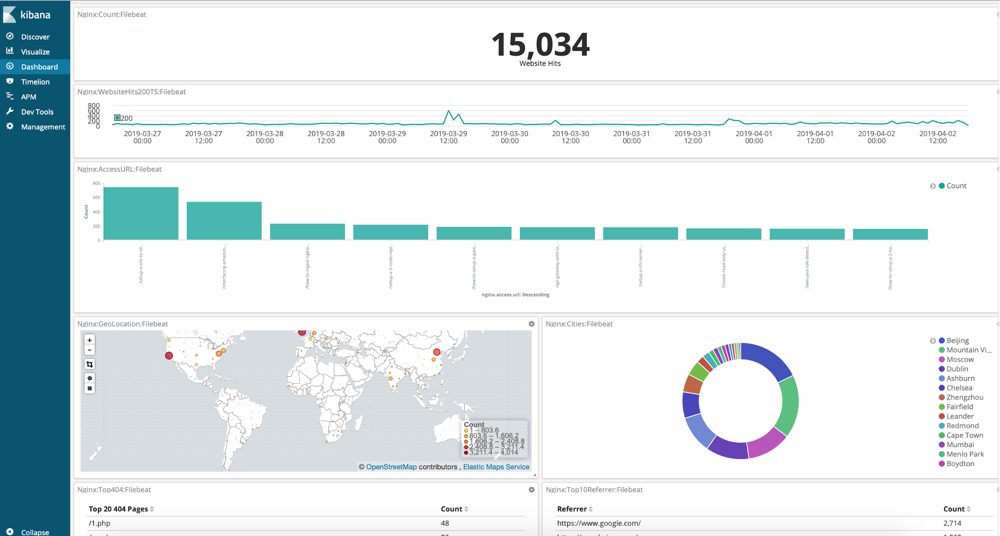 kibana
Discover
Visualize
Dashboard
Timelion
APM
Dev Tools
Management
Collapse
Nginx:Count:Filebeat
15,034
Website Hits
Nginx:WebsiteHits200TS:Filebeat
800
600
400
200
0
200
2019-03-27 00:00
2019-03-27 12:00
2019-03-28 00:00
2019-03-28 12:00
2019-03-29 00:00
2019-03-29 12:00
2019-03-30 00:00
2019-03-30 12:00
2019-03-31 00:00
2019-03-31 12:00
2019-04-01 00:00
2019-04-01 12:00
2019-04-02 00:00
2019-04-02 12:00
Nginx:AccessURL:Filebeat
800
600
400
200
0
Count
Count
/setup-a-site-to-sit...
/interfacing-amazon-...
/how-to-ingest-nginx...
/setup-a-3-node-repl...
/how-to-setup-a-gate...
/api-gateway-with-la...
/setup-a-nfs-server-...
/create-read-only-us...
/aws-java-sdk-detect...
/how-to-setup-a-2-no...
nginx.access.url: Descending
Nginx:GeoLocation:Filebeat
+
−
Count
1 – 803.6
803.6 – 1,606.2
1,606.2 – 2,408.8
2,408.8 – 3,211.4
3,211.4 – 4,014
© OpenStreetMap contributors , Elastic Maps Service
Nginx:Cities:Filebeat
Beijing
Mountain Vi...
Moscow
Dublin
Ashburn
Chelsea
Zhengzhou
Fairfield
Leander
Redmond
Cape Town
Mumbai
Menlo Park
Boydton
Nginx:Top404:Filebeat
Top 20 404 Pages Count
/1.php 48
Nginx:Top10Referrer:Filebeat
Referrer Count
https://www.google.com/ 2,714